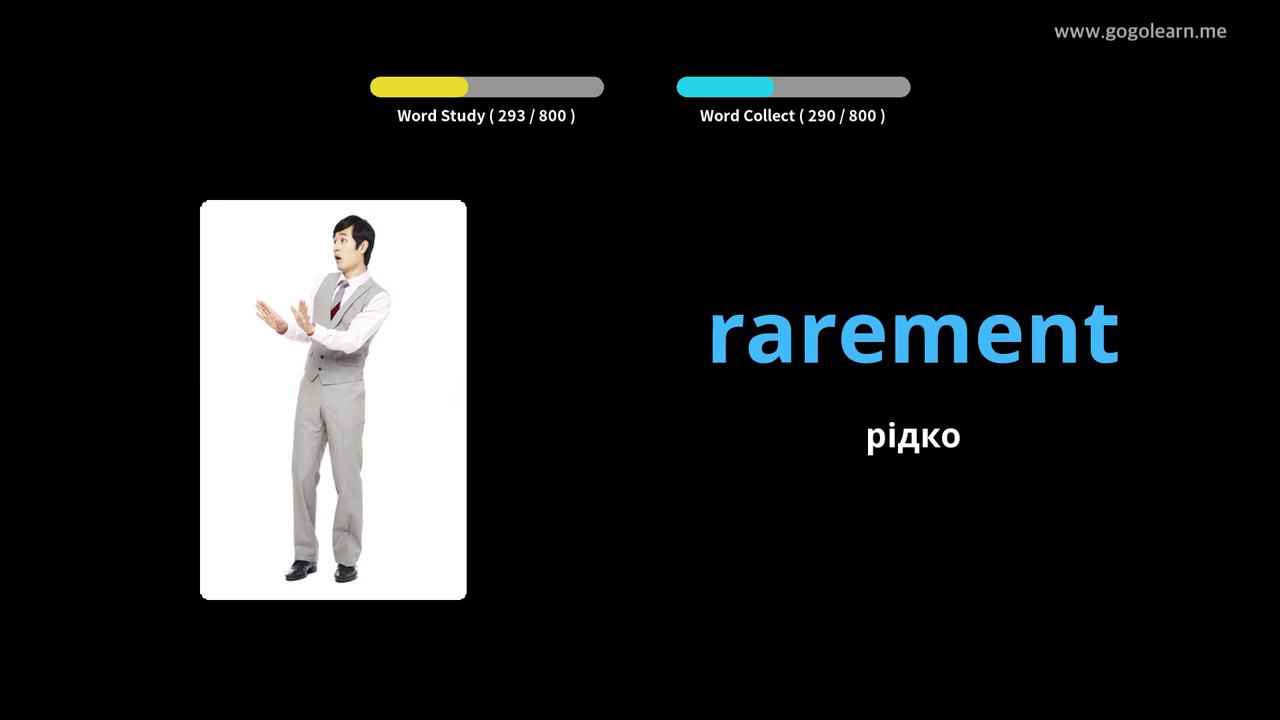 www.gogolearn.me
Word Study ( 293 / 800 )
Word Collect ( 290 / 800 )
rarement
рідко